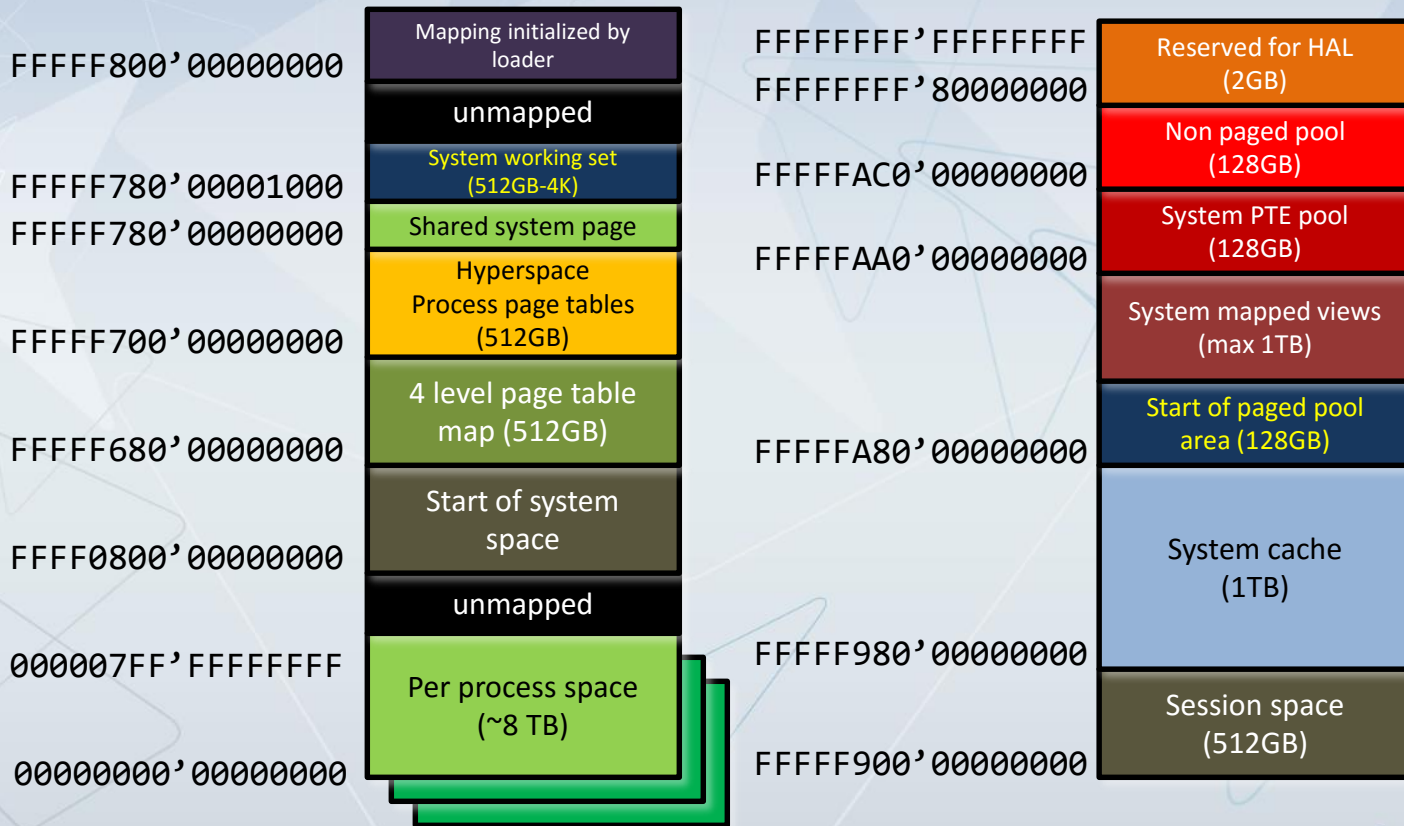 Mapping initialized by
loader
FFFFF800’00000000
unmapped
System working set
(512GB-4K)
FFFFF780’00001000
Shared system page
FFFFF780’00000000
Hyperspace
Process page tables
(512GB)
FFFFF700’00000000
4 level page table
map (512GB)
FFFFF680’00000000
Start of system
space
FFFF0800’00000000
unmapped
000007FF’FFFFFFFF
Per process space
(~8 TB)
00000000’00000000
FFFFFFFF’FFFFFFFF
Reserved for HAL
(2GB)
FFFFFFFF’80000000
Non paged pool
(128GB)
FFFFFAC0’00000000
System PTE pool
(128GB)
FFFFFAA0’00000000
System mapped views
(max 1TB)
Start of paged pool
area (128GB)
FFFFFA80’00000000
System cache
(1TB)
FFFFF980’00000000
Session space
(512GB)
FFFFF900’00000000